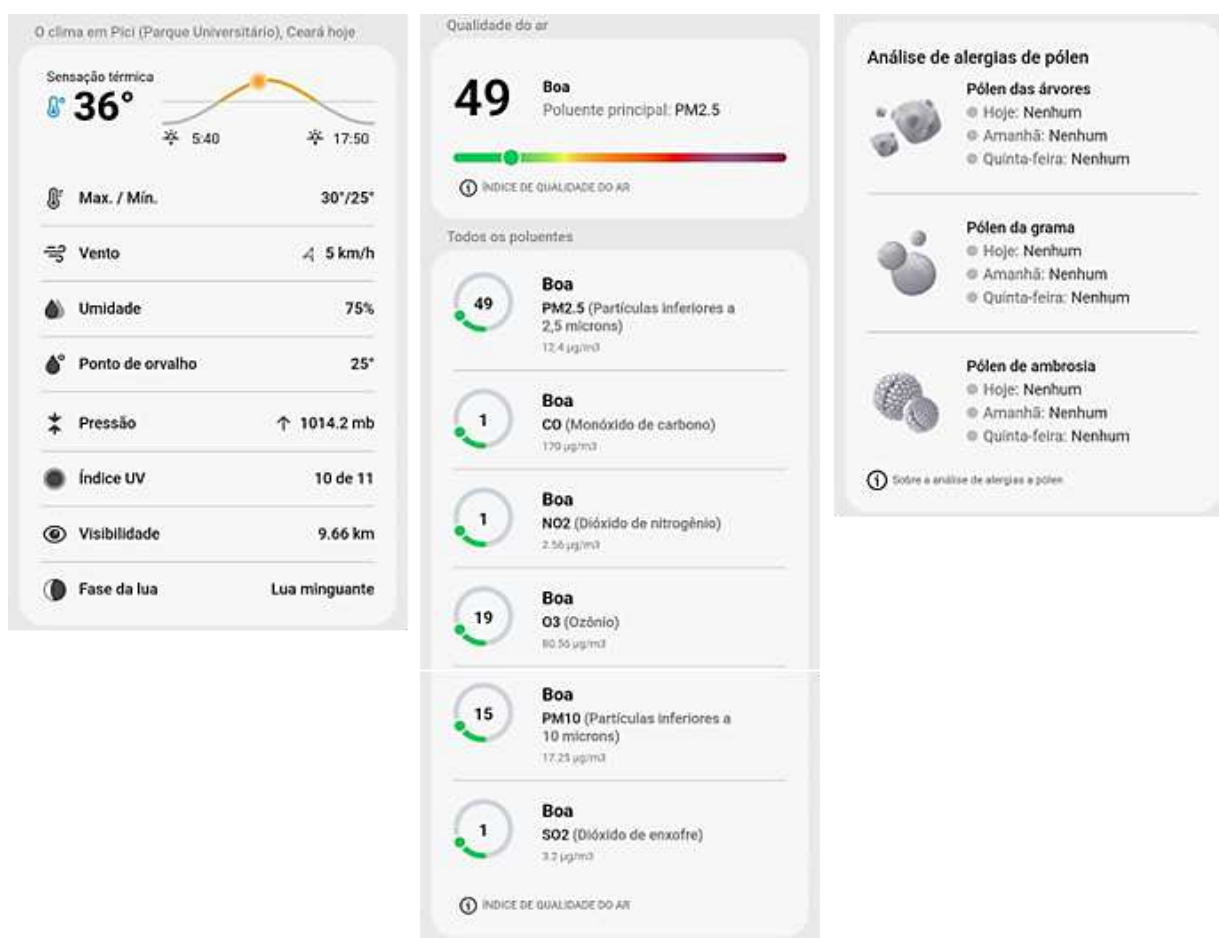 O clima em Pici (Parque Universitário), Ceará hoje
Sensação térmica
36°
5:40
17:50
Max. / Mín.
30°/25°
Vento
5 km/h
Umidade
75%
Ponto de orvalho
25°
Pressão
↑ 1014.2 mb
Índice UV
10 de 11
Visibilidade
9.66 km
Fase da lua
Lua minguante
Qualidade do ar
49
Boa
Poluente principal: PM2.5
ÍNDICE DE QUALIDADE DO AR
Todos os poluentes
49
Boa
PM2.5 (Partículas inferiores a
2,5 microns)
12.4 µg/m3
1
Boa
CO (Monóxido de carbono)
170 µg/m3
1
Boa
NO2 (Dióxido de nitrogênio)
2.56 µg/m3
19
Boa
O3 (Ozônio)
80.56 µg/m3
15
Boa
PM10 (Partículas inferiores a
10 microns)
17.25 µg/m3
1
Boa
SO2 (Dióxido de enxofre)
3.2 µg/m3
ÍNDICE DE QUALIDADE DO AR
Análise de alergias de pólen
Pólen das árvores
Hoje: Nenhum
Amanhã: Nenhum
Quinta-feira: Nenhum
Pólen da grama
Hoje: Nenhum
Amanhã: Nenhum
Quinta-feira: Nenhum
Pólen de ambrosia
Hoje: Nenhum
Amanhã: Nenhum
Quinta-feira: Nenhum
Sobre a análise de alergias a pólen